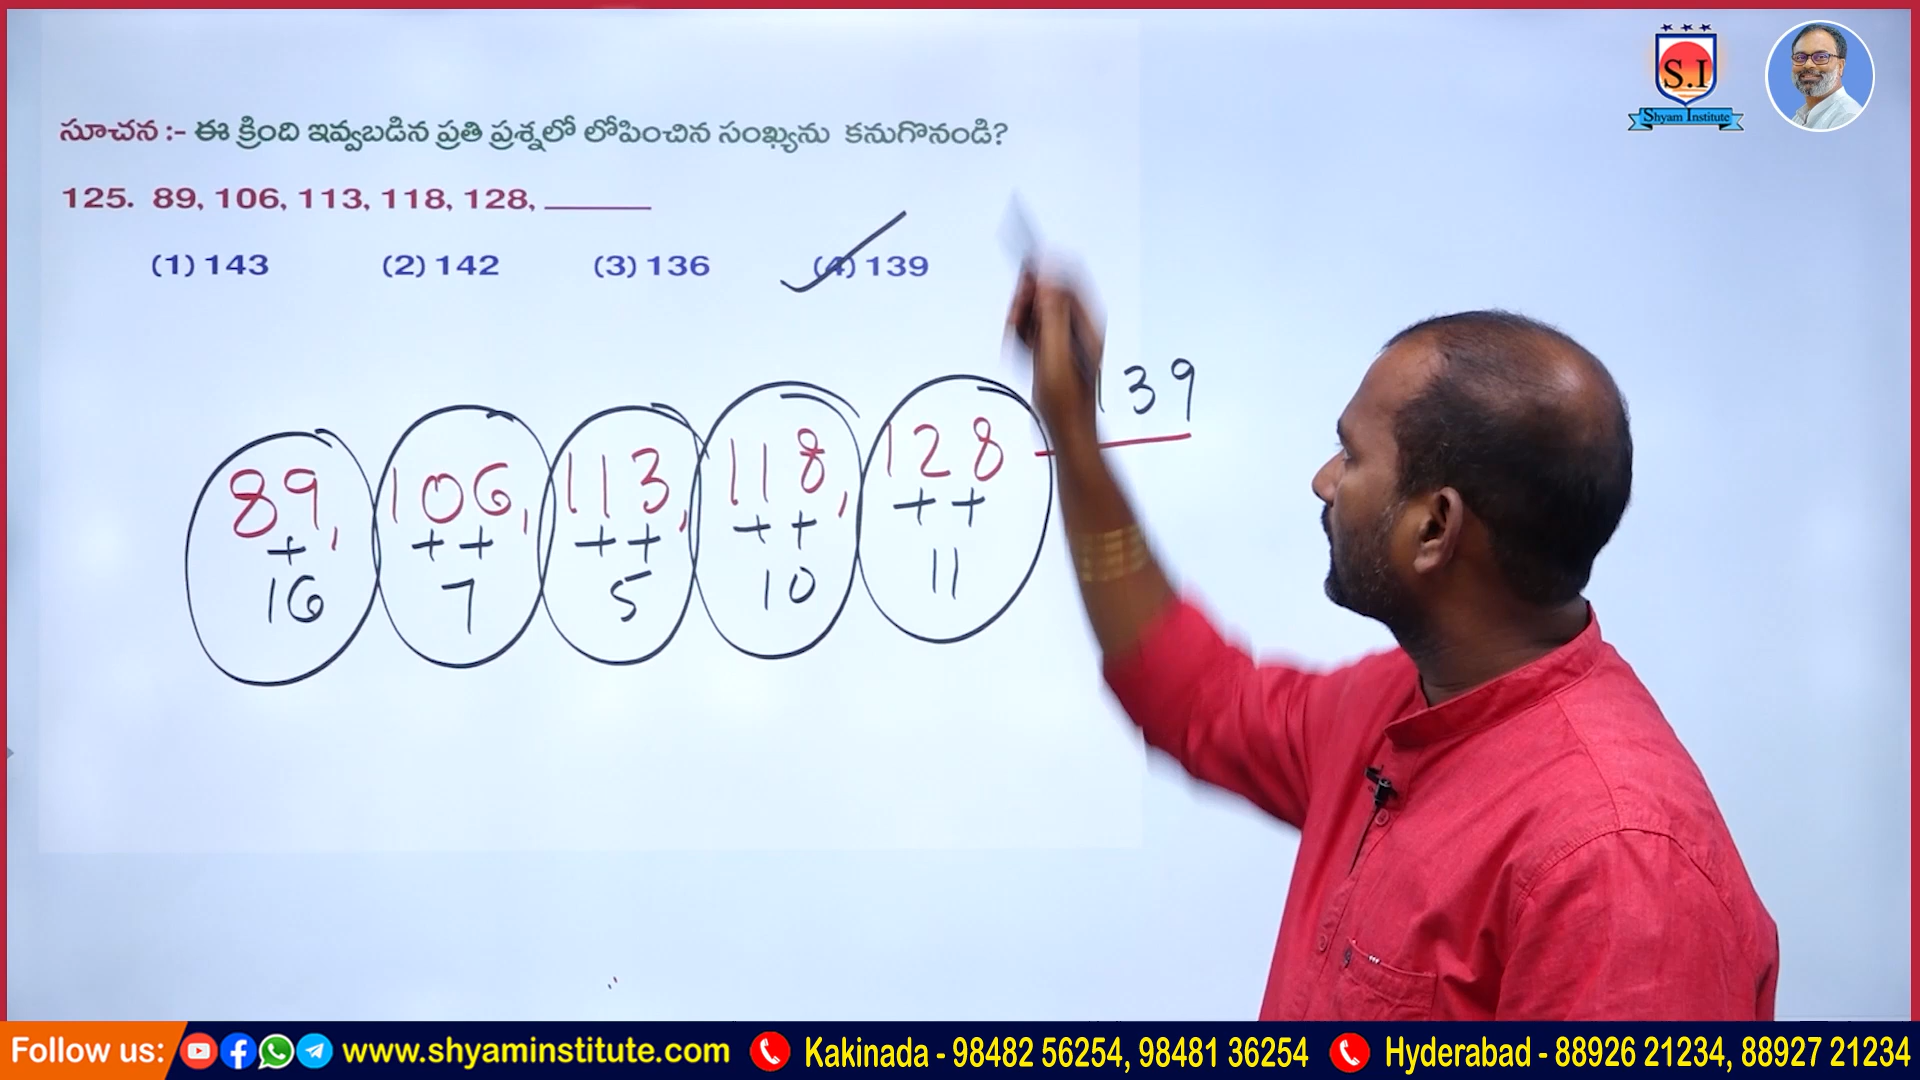 S.I
Shyam Institute
సూచన :- ఈ క్రింది ఇవ్వబడిన ప్రతి ప్రశ్నలో లోపించిన సంఖ్యను కనుగొనండి?
125. 89, 106, 113, 118, 128, ______
(1) 143 (2) 142 (3) 136 (4) 139
139
89, 106, 113, 118, 128
+ ++ ++ ++ ++
16 7 5 10 11
Follow us: www.shyaminstitute.com Kakinada - 98482 56254, 98481 36254 Hyderabad - 88926 21234, 88927 21234